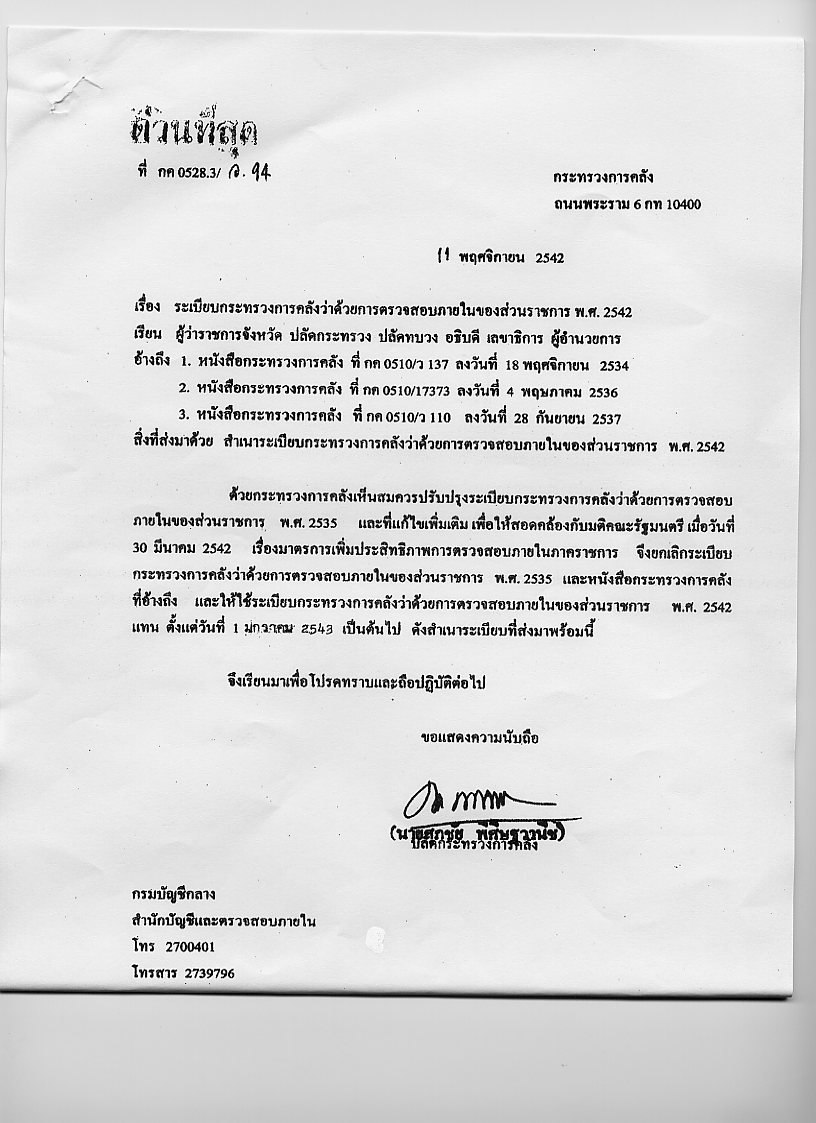 ด่วนที่สุด
ที่ กค 0528.3/ ว. 94
กระทรวงการคลัง
ถนนพระราม 6 กท 10400
11 พฤศจิกายน 2542
เรื่อง ระเบียบกระทรวงการคลังว่าด้วยการตรวจสอบภายในของส่วนราชการ พ.ศ. 2542
เรียน ผู้ว่าราชการจังหวัด ปลัดกระทรวง ปลัดทบวง อธิบดี เลขาธิการ ผู้อำนวยการ
อ้างถึง 1. หนังสือกระทรวงการคลัง ที่ กค 0510/ว 137 ลงวันที่ 18 พฤศจิกายน 2534
2. หนังสือกระทรวงการคลัง ที่ กค 0510/17373 ลงวันที่ 4 พฤษภาคม 2536
3. หนังสือกระทรวงการคลัง ที่ กค 0510/ว 110 ลงวันที่ 28 กันยายน 2537
สิ่งที่ส่งมาด้วย สำเนาระเบียบกระทรวงการคลังว่าด้วยการตรวจสอบภายในของส่วนราชการ พ.ศ. 2542
ด้วยกระทรวงการคลังเห็นสมควรปรับปรุงระเบียบกระทรวงการคลังว่าด้วยการตรวจสอบ
ภายในของส่วนราชการ พ.ศ. 2535 และที่แก้ไขเพิ่มเติม เพื่อให้สอดคล้องกับมติคณะรัฐมนตรี เมื่อวันที่
30 มีนาคม 2542 เรื่องมาตรการเพิ่มประสิทธิภาพการตรวจสอบภายในภาคราชการ จึงยกเลิกระเบียบ
กระทรวงการคลังว่าด้วยการตรวจสอบภายในของส่วนราชการ พ.ศ. 2535 และหนังสือกระทรวงการคลัง
ที่อ้างถึง และให้ใช้ระเบียบกระทรวงการคลังว่าด้วยการตรวจสอบภายในของส่วนราชการ พ.ศ. 2542
แทน ตั้งแต่วันที่ 1 มกราคม 2543 เป็นต้นไป ดังสำเนาระเบียบที่ส่งมาพร้อมนี้
จึงเรียนมาเพื่อโปรดทราบและถือปฏิบัติต่อไป
ขอแสดงความนับถือ
(นายศุภชัย พิศิษฐวานิช)
ปลัดกระทรวงการคลัง
กรมบัญชีกลาง
สำนักบัญชีและตรวจสอบภายใน
โทร 2700401
โทรสาร 2739796